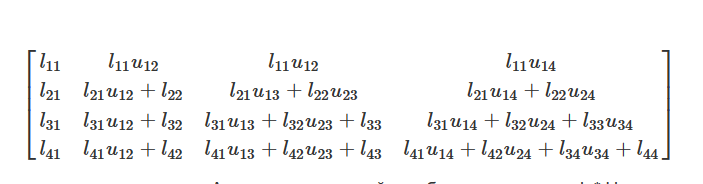 l₁₁ l₁₁u₁₂ l₁₁u₁₂ l₁₁u₁₄
l₂₁ l₂₁u₁₂ + l₂₂ l₂₁u₁₃ + l₂₂u₂₃ l₂₁u₁₄ + l₂₂u₂₄
l₃₁ l₃₁u₁₂ + l₃₂ l₃₁u₁₃ + l₃₂u₂₃ + l₃₃ l₃₁u₁₄ + l₃₂u₂₄ + l₃₃u₃₄
l₄₁ l₄₁u₁₂ + l₄₂ l₄₁u₁₃ + l₄₂u₂₃ + l₄₃ l₄₁u₁₄ + l₄₂u₂₄ + l₃₄u₃₄ + l₄₄